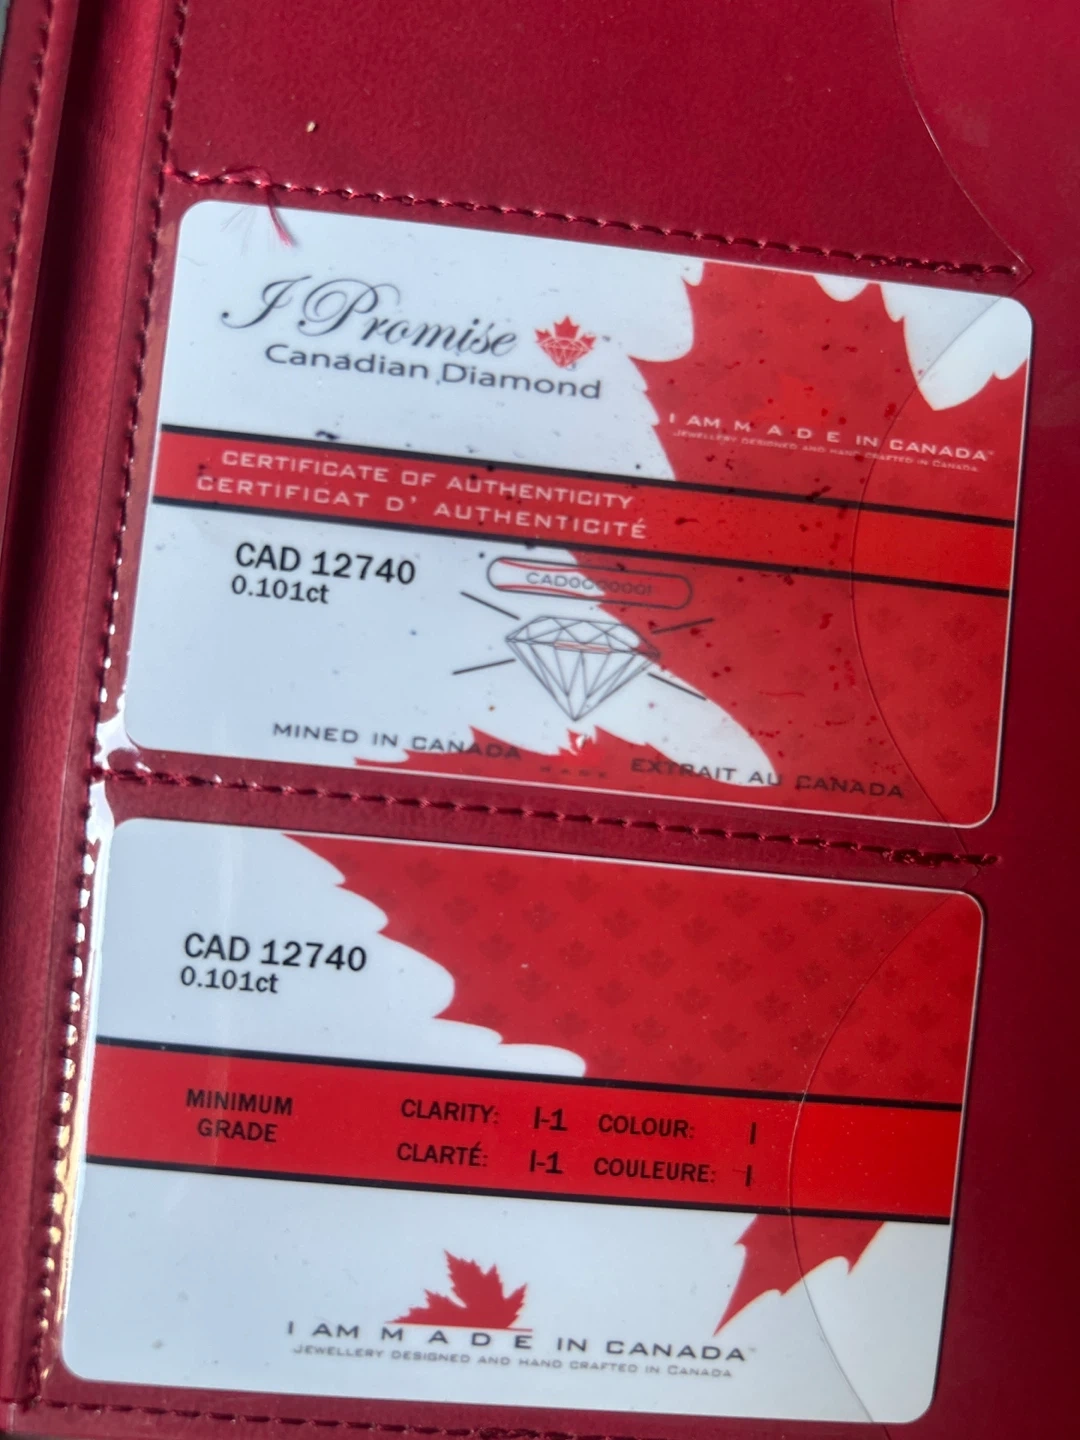 I Promise
Canadian Diamond
I AM MADE IN CANADA™
JEWELLERY DESIGNED AND HAND CRAFTED IN CANADA
CERTIFICATE OF AUTHENTICITY
CERTIFICAT D' AUTHENTICITÉ
CAD 12740
0.101ct
MINED IN CANADA
EXTRAIT AU CANADA
CAD 12740
0.101ct
MINIMUM GRADE
CLARITY: I-1 COLOUR: I
CLARTÉ: I-1 COULEURE: I
I AM MADE IN CANADA™
JEWELLERY DESIGNED AND HAND CRAFTED IN CANADA